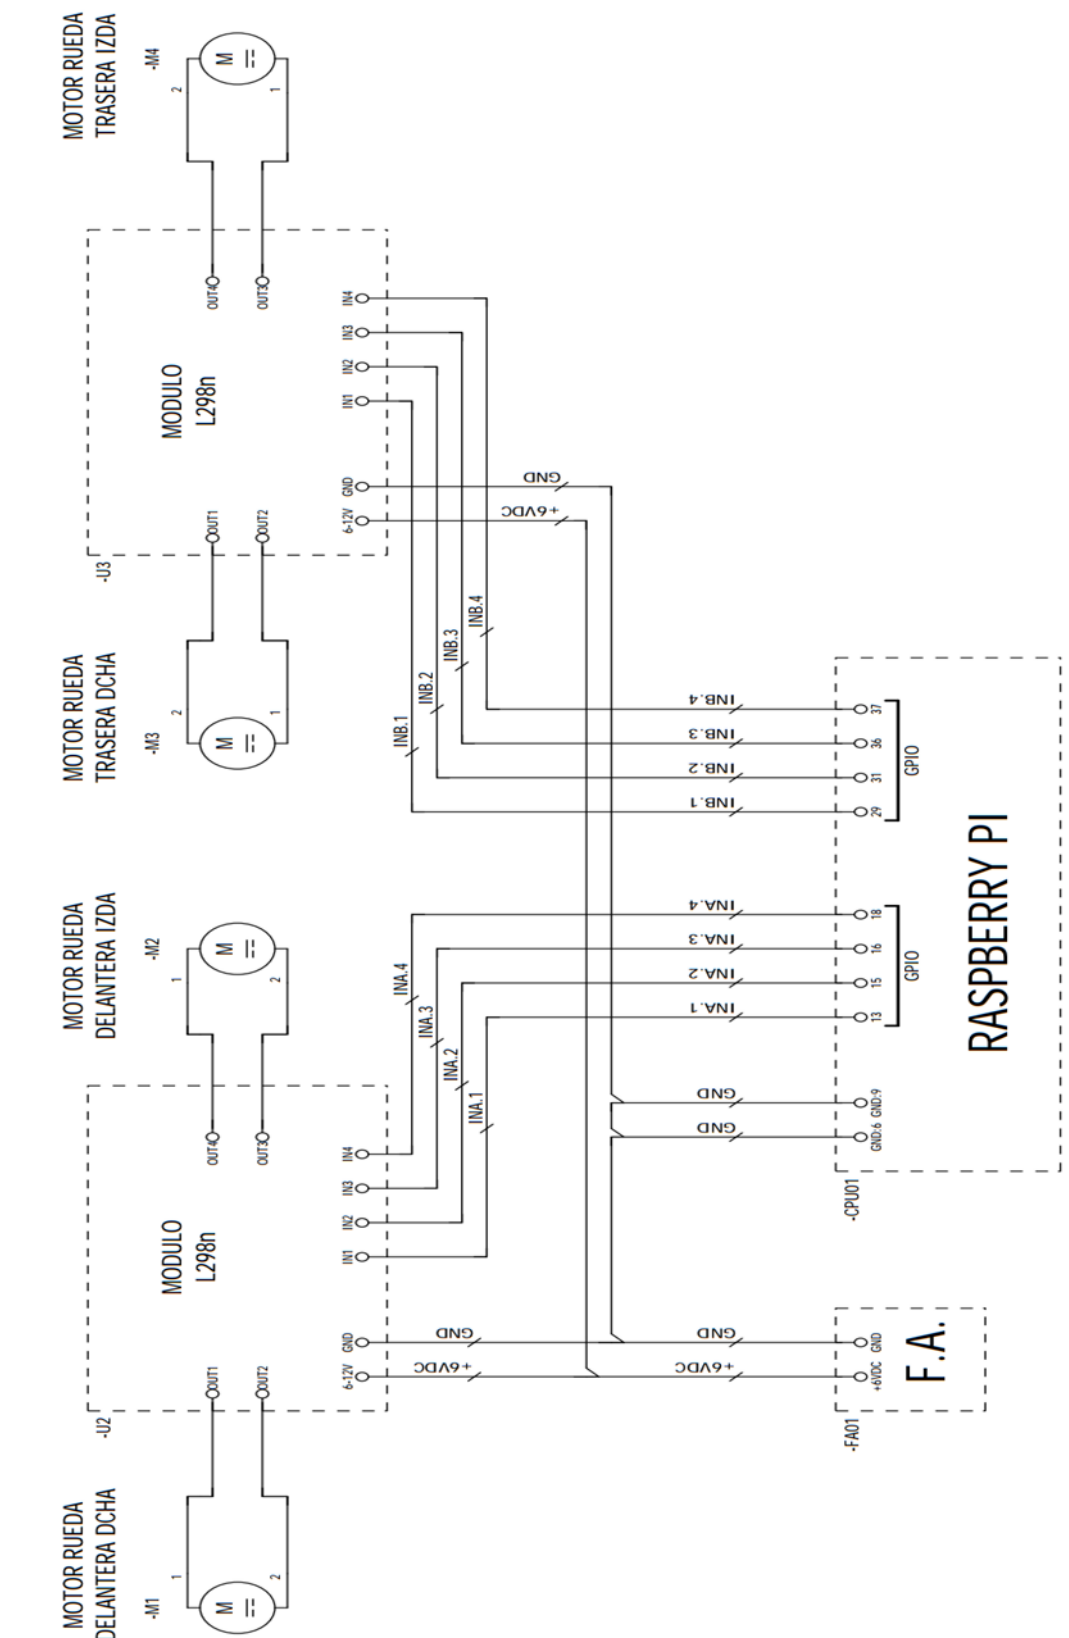 MOTOR RUEDA
TRASERA IZDA
-M4
M
2
1
OUT4
OUT3
MODULO
L298n
IN4
IN3
IN2
IN1
GND
6-12V
OUT1
OUT2
-U3
GND
+6VDC
MOTOR RUEDA
TRASERA DCHA
-M3
M
2
1
INB.1
INB.2
INB.3
INB.4
INB.4
INB.3
INB.2
INB.1
37
36
31
29
GPIO
MOTOR RUEDA
DELANTERA IZDA
-M2
M
1
2
INA.4
INA.3
INA.2
INA.1
INA.4
INA.3
INA.2
INA.1
18
16
15
13
GPIO
RASPBERRY PI
GND
GND
GND:9
GND:6
-CPU01
OUT4
OUT3
MODULO
L298n
IN4
IN3
IN2
IN1
GND
6-12V
OUT1
OUT2
-U2
GND
+6VDC
GND
+6VDC
GND
+6VDC
F.A.
-FA01
MOTOR RUEDA
DELANTERA DCHA
-M1
M
1
2